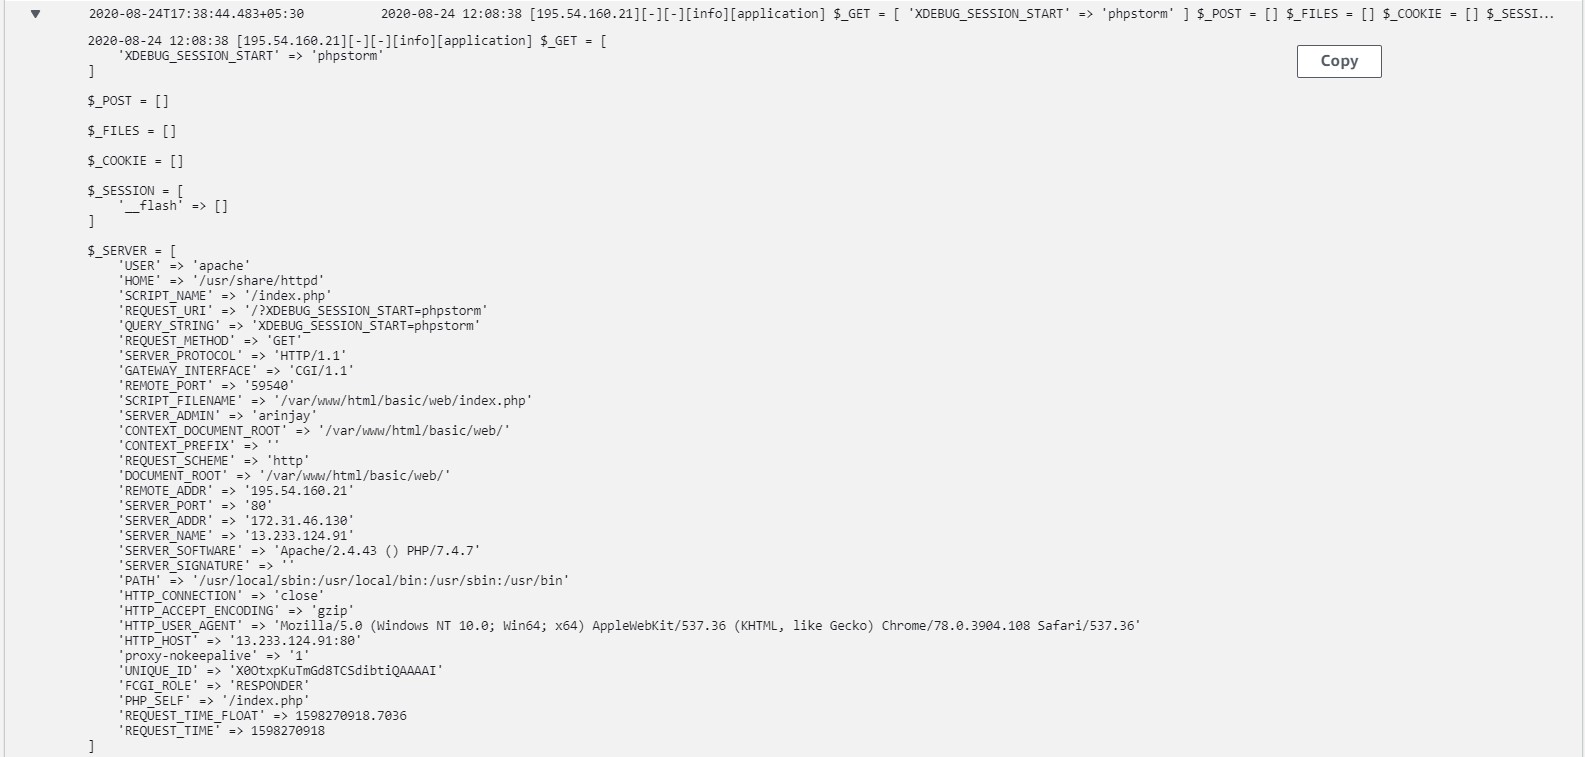 2020-08-24T17:38:44.483+05:30 2020-08-24 12:08:38 [195.54.160.21][-][-][info][application] $_GET = [ 'XDEBUG_SESSION_START' => 'phpstorm' ] $_POST = [] $_FILES = [] $_COOKIE = [] $_SESSI...
2020-08-24 12:08:38 [195.54.160.21][-][-][info][application] $_GET = [
'XDEBUG_SESSION_START' => 'phpstorm'
]
Copy
$_POST = []
$_FILES = []
$_COOKIE = []
$_SESSION = [
'__flash' => []
]
$_SERVER = [
'USER' => 'apache'
'HOME' => '/usr/share/httpd'
'SCRIPT_NAME' => '/index.php'
'REQUEST_URI' => '/?XDEBUG_SESSION_START=phpstorm'
'QUERY_STRING' => 'XDEBUG_SESSION_START=phpstorm'
'REQUEST_METHOD' => 'GET'
'SERVER_PROTOCOL' => 'HTTP/1.1'
'GATEWAY_INTERFACE' => 'CGI/1.1'
'REMOTE_PORT' => '59540'
'SCRIPT_FILENAME' => '/var/www/html/basic/web/index.php'
'SERVER_ADMIN' => 'arinjay'
'CONTEXT_DOCUMENT_ROOT' => '/var/www/html/basic/web/'
'CONTEXT_PREFIX' => ''
'REQUEST_SCHEME' => 'http'
'DOCUMENT_ROOT' => '/var/www/html/basic/web/'
'REMOTE_ADDR' => '195.54.160.21'
'SERVER_PORT' => '80'
'SERVER_ADDR' => '172.31.46.130'
'SERVER_NAME' => '13.233.124.91'
'SERVER_SOFTWARE' => 'Apache/2.4.43 () PHP/7.4.7'
'SERVER_SIGNATURE' => ''
'PATH' => '/usr/local/sbin:/usr/local/bin:/usr/sbin:/usr/bin'
'HTTP_CONNECTION' => 'close'
'HTTP_ACCEPT_ENCODING' => 'gzip'
'HTTP_USER_AGENT' => 'Mozilla/5.0 (Windows NT 10.0; Win64; x64) AppleWebKit/537.36 (KHTML, like Gecko) Chrome/78.0.3904.108 Safari/537.36'
'HTTP_HOST' => '13.233.124.91:80'
'proxy-nokeepalive' => '1'
'UNIQUE_ID' => 'X0OtxpKuTmGd8TCSdibtiQAAAAI'
'FCGI_ROLE' => 'RESPONDER'
'PHP_SELF' => '/index.php'
'REQUEST_TIME_FLOAT' => 1598270918.7036
'REQUEST_TIME' => 1598270918
]